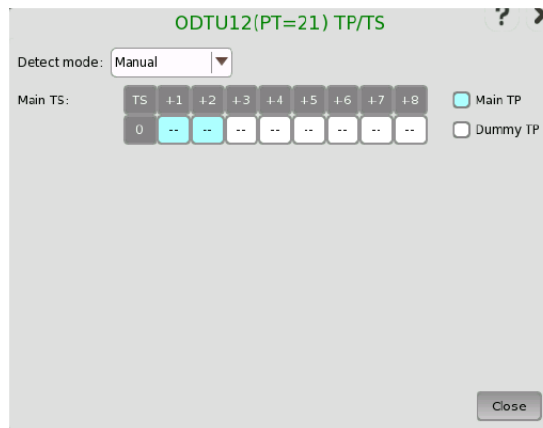 ODTU12(PT=21) TP/TS ?
Detect mode: Manual
Main TS: TS +1 +2 +3 +4 +5 +6 +7 +8 Main TP
0 -- -- -- -- -- -- -- -- Dummy TP
Close